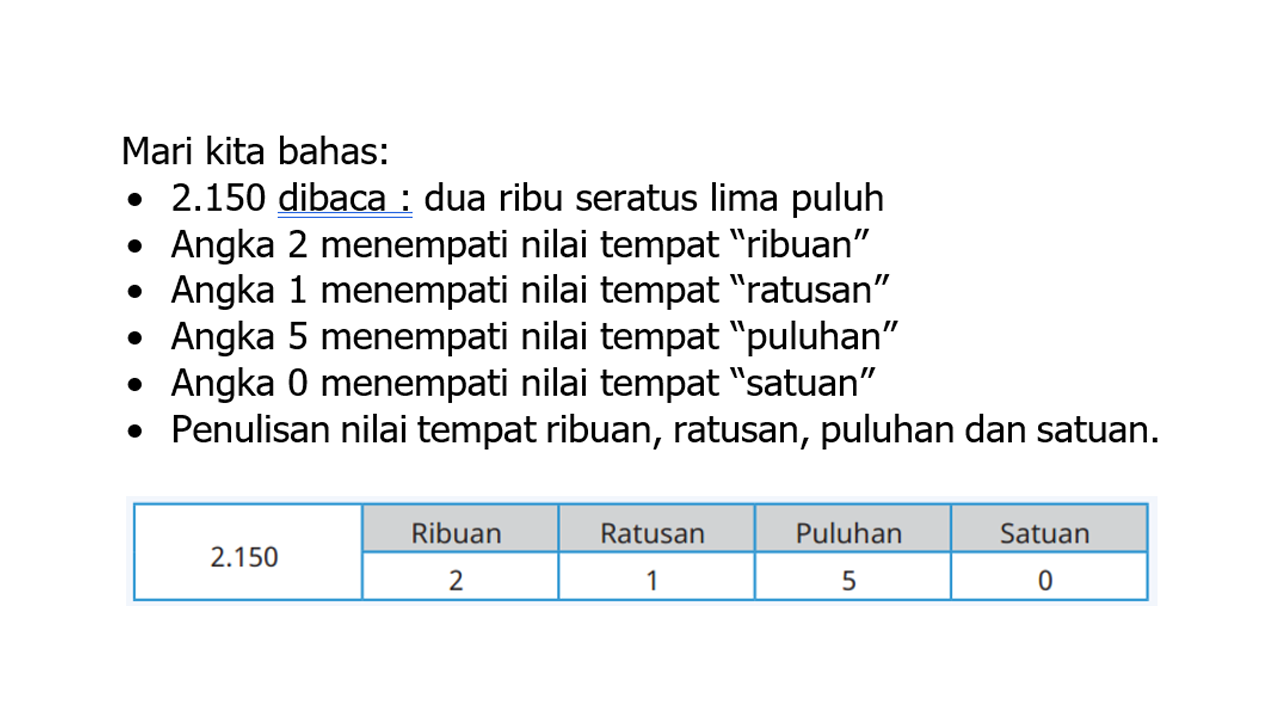 Mari kita bahas:
• 2.150 dibaca : dua ribu seratus lima puluh
• Angka 2 menempati nilai tempat “ribuan”
• Angka 1 menempati nilai tempat “ratusan”
• Angka 5 menempati nilai tempat “puluhan”
• Angka 0 menempati nilai tempat “satuan”
• Penulisan nilai tempat ribuan, ratusan, puluhan dan satuan.
Ribuan Ratusan Puluhan Satuan
2.150
2 1 5 0